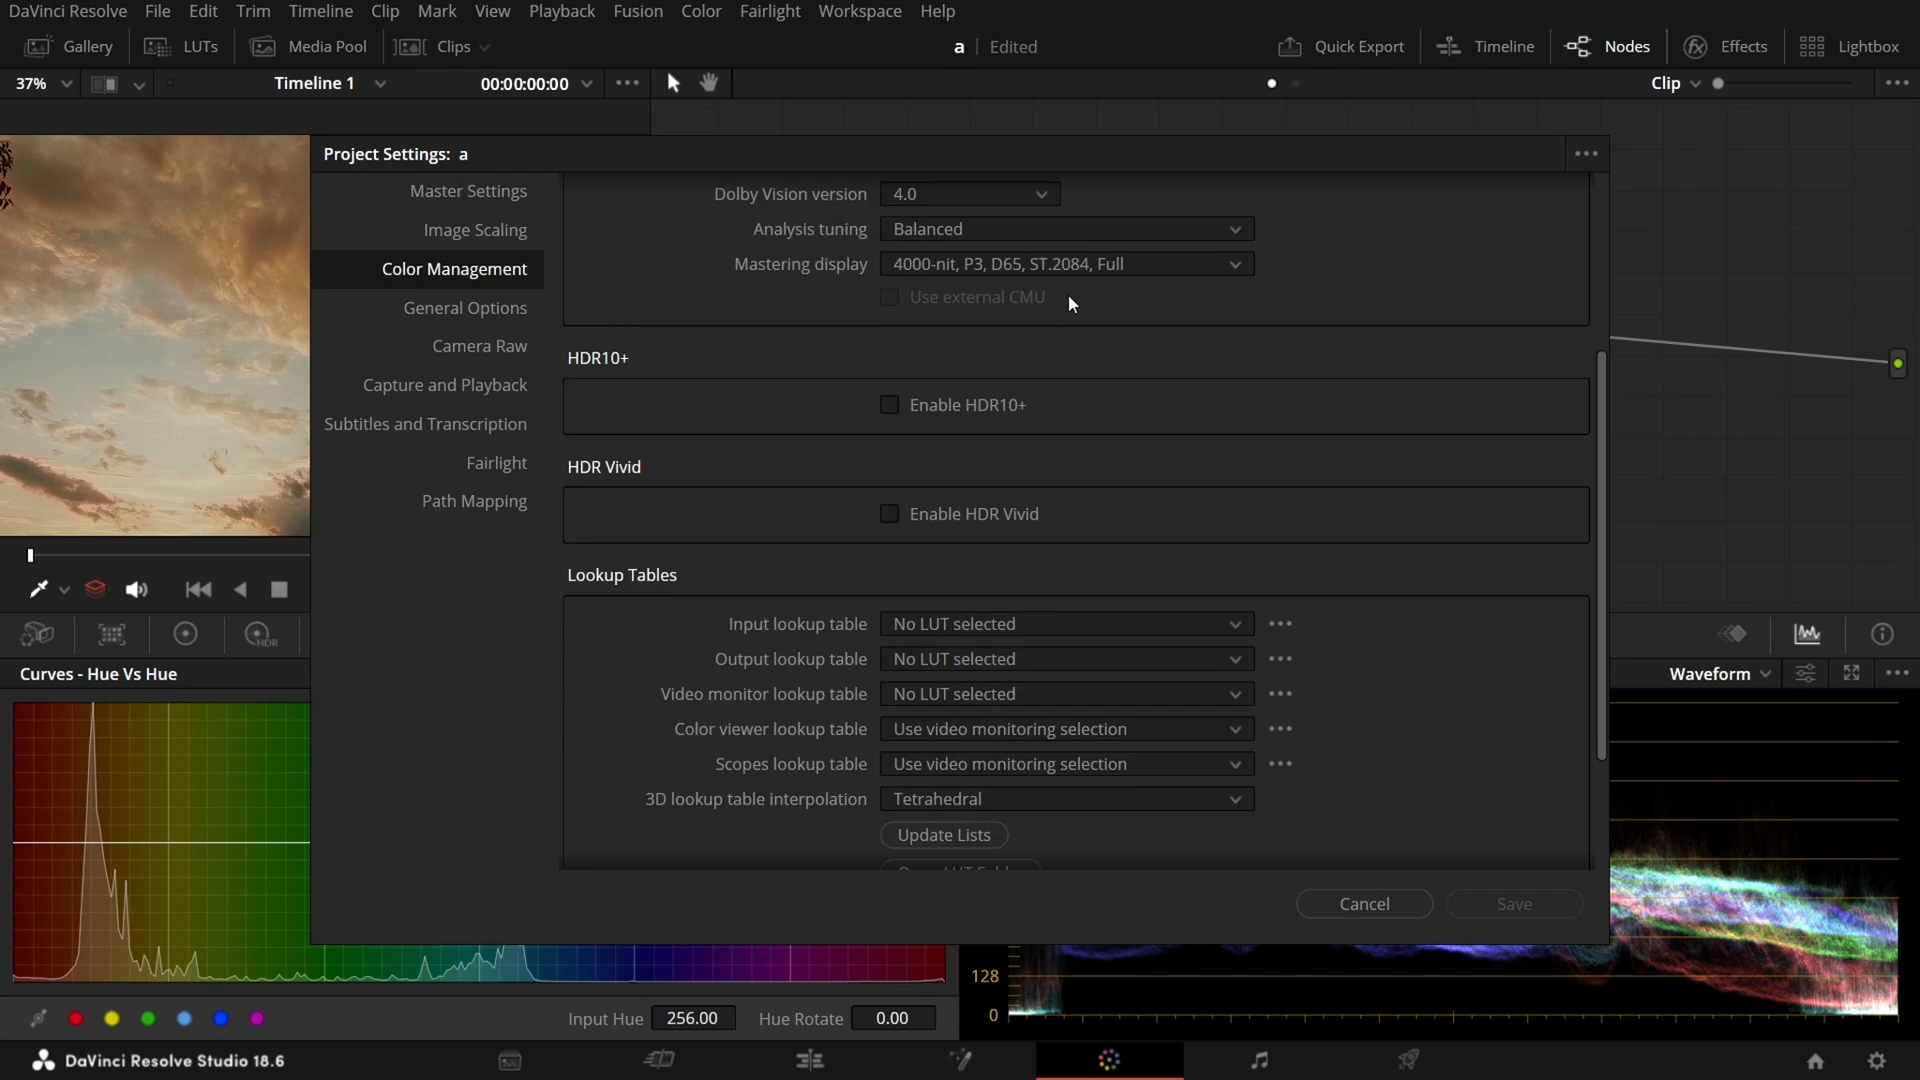 DaVinci Resolve File Edit Trim Timeline Clip Mark View Playback Fusion Color Fairlight Workspace Help
Gallery LUTs Media Pool Clips a Edited Quick Export Timeline Nodes Effects Lightbox
37% Timeline 1 00:00:00:00 Clip
Project Settings: a
Master Settings
Image Scaling
Color Management
General Options
Camera Raw
Capture and Playback
Subtitles and Transcription
Fairlight
Path Mapping
Dolby Vision version 4.0
Analysis tuning Balanced
Mastering display 4000-nit, P3, D65, ST.2084, Full
Use external CMU
HDR10+
Enable HDR10+
HDR Vivid
Enable HDR Vivid
Lookup Tables
Input lookup table No LUT selected
Output lookup table No LUT selected
Video monitor lookup table No LUT selected
Color viewer lookup table Use video monitoring selection
Scopes lookup table Use video monitoring selection
3D lookup table interpolation Tetrahedral
Update Lists
Cancel Save
HDR
Curves - Hue Vs Hue
Waveform
128
0
Input Hue 256.00 Hue Rotate 0.00
DaVinci Resolve Studio 18.6